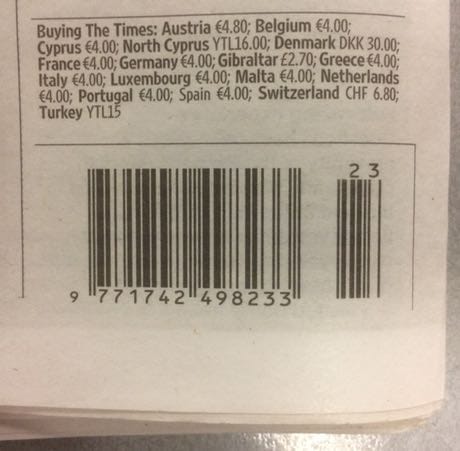 Buying The Times: Austria €4.80; Belgium €4.00;
Cyprus €4.00; North Cyprus YTL16.00; Denmark DKK 30.00;
France €4.00; Germany €4.00; Gibraltar £2.70; Greece €4.00;
Italy €4.00; Luxembourg €4.00; Malta €4.00; Netherlands
€4.00; Portugal €4.00; Spain €4.00; Switzerland CHF 6.80;
Turkey YTL15
23
9 771742 498233